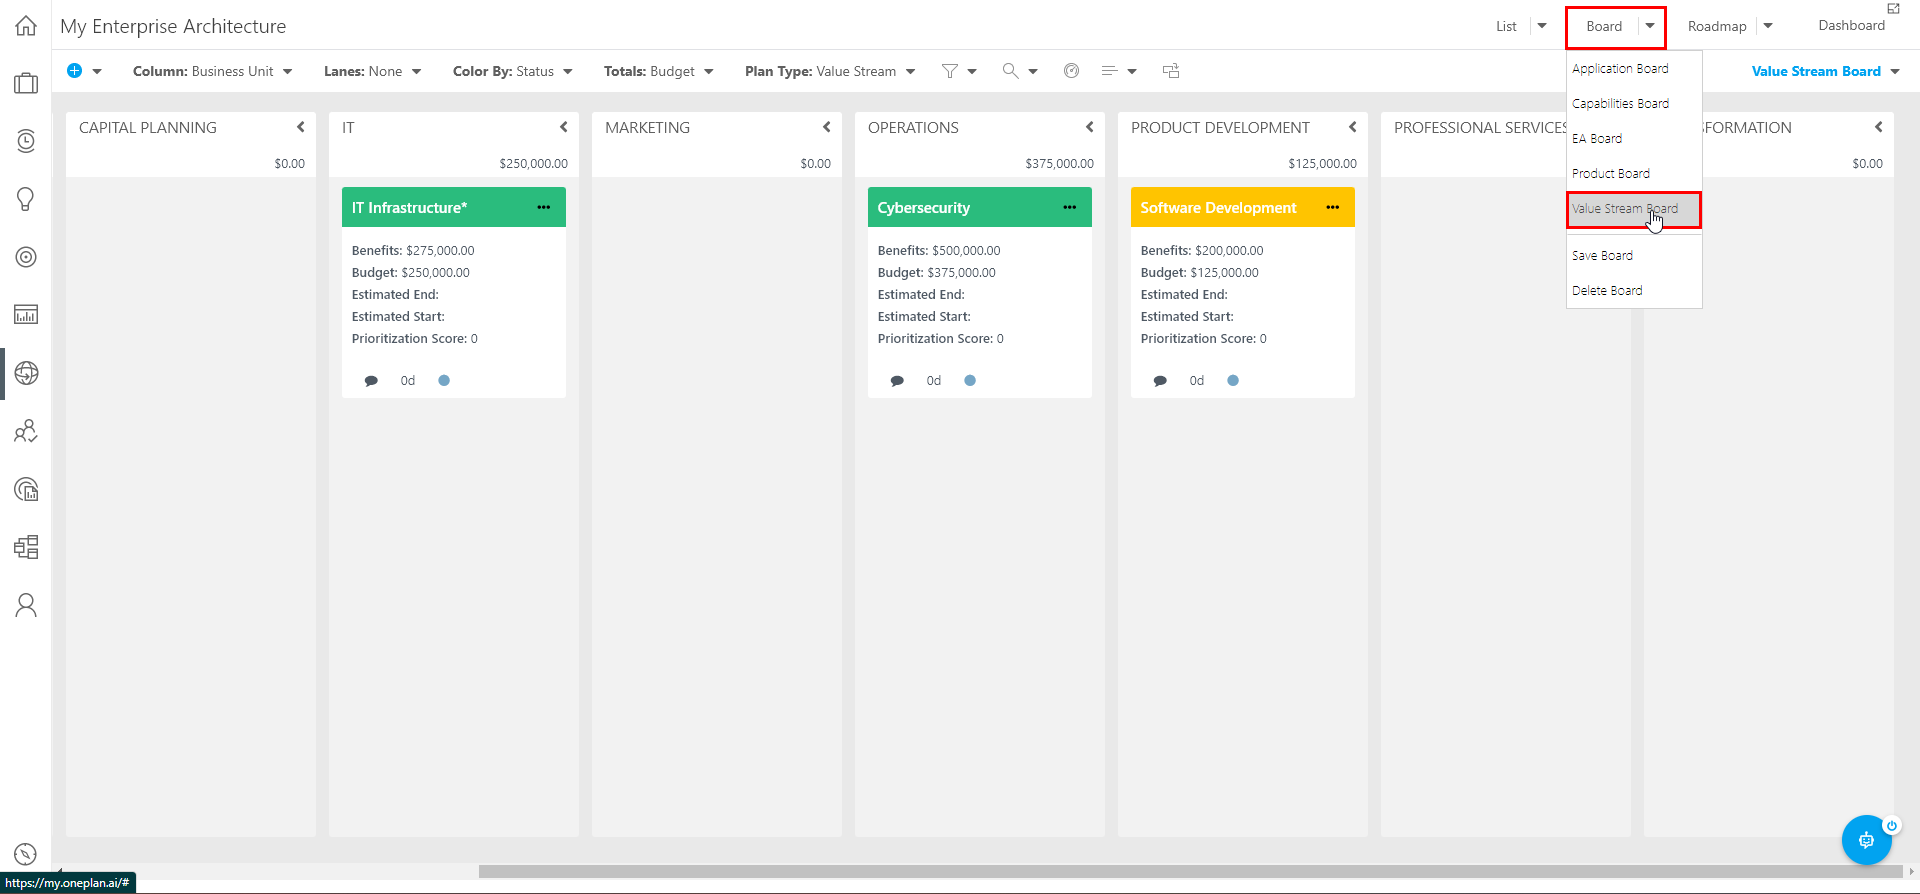 My Enterprise Architecture
List
Board
Roadmap
Dashboard
Column: Business Unit
Lanes: None
Color By: Status
Totals: Budget
Plan Type: Value Stream
Value Stream Board
Application Board
Capabilities Board
EA Board
Product Board
Value Stream Board
Save Board
Delete Board
CAPITAL PLANNING
$0.00
IT
$250,000.00
IT Infrastructure*
Benefits: $275,000.00
Budget: $250,000.00
Estimated End:
Estimated Start:
Prioritization Score: 0
0d
MARKETING
$0.00
OPERATIONS
$375,000.00
Cybersecurity
Benefits: $500,000.00
Budget: $375,000.00
Estimated End:
Estimated Start:
Prioritization Score: 0
0d
PRODUCT DEVELOPMENT
$125,000.00
Software Development
Benefits: $200,000.00
Budget: $125,000.00
Estimated End:
Estimated Start:
Prioritization Score: 0
0d
PROFESSIONAL SERVICES
SFORMATION
$0.00
https://my.oneplan.ai/#